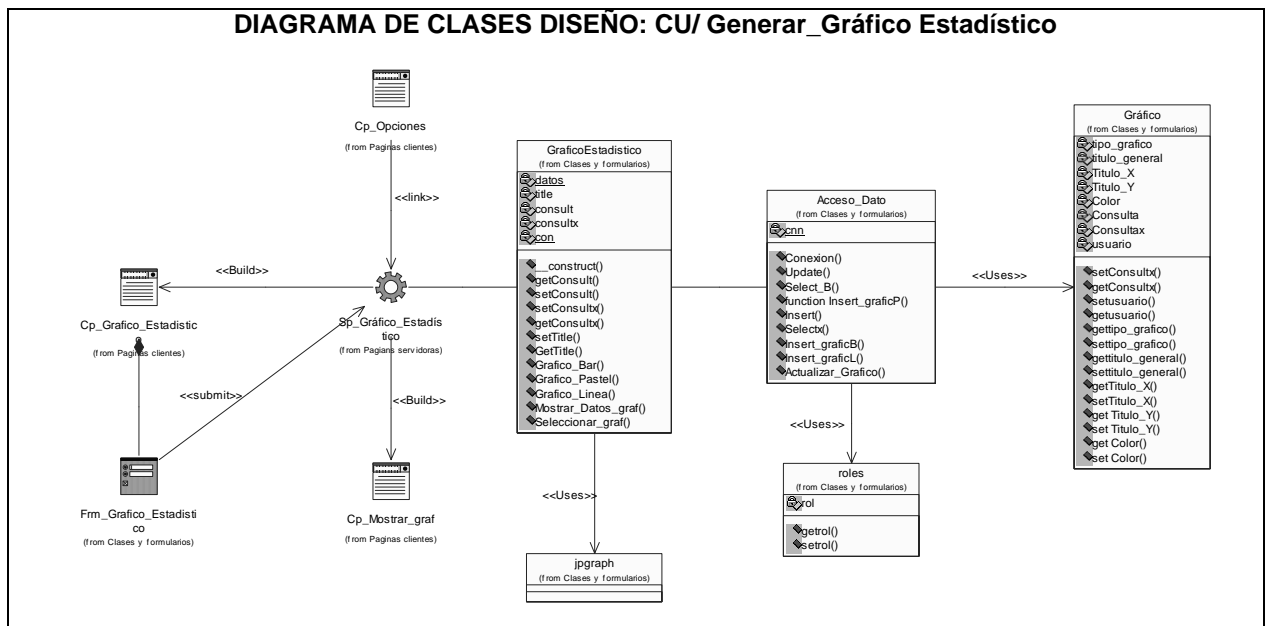 DIAGRAMA DE CLASES DISEÑO: CU/ Generar_Gráfico Estadístico
Cp_Opciones
(from Paginas clientes)
<<link>>
<<Build>>
Cp_Grafico_Estadistic
o
(from Paginas clientes)
Sp_Gráfico_Estadís
tico
(from Pagians servidoras)
<<submit>>
<<Build>>
Frm_Grafico_Estadisti
co
(from Clases y formularios)
Cp_Mostrar_graf
(from Paginas clientes)
GraficoEstadistico
(from Clases y formularios)
datos
title
consult
consultx
con
__construct()
getConsult()
setConsult()
setConsultx()
getConsultx()
setTitle()
GetTitle()
Grafico_Bar()
Grafico_Pastel()
Grafico_Linea()
Mostrar_Datos_graf()
Seleccionar_graf()
<<Uses>>
jpgraph
(from Clases y formularios)
Acceso_Dato
(from Clases y formularios)
cnn
Conexion()
Update()
Select_B()
function Insert_graficP()
Insert()
Selectx()
Insert_graficB()
Insert_graficL()
Actualizar_Grafico()
<<Uses>>
<<Uses>>
roles
(from Clases y formularios)
rol
getrol()
setrol()
Gráfico
(from Clases y formularios)
tipo_grafico
titulo_general
Titulo_X
Titulo_Y
Color
Consulta
Consultax
usuario
setConsultx()
getConsultx()
setusuario()
getusuario()
gettipo_grafico()
settipo_grafico()
gettitulo_general()
settitulo_general()
getTitulo_X()
setTitulo_X()
get Titulo_Y()
set Titulo_Y()
get Color()
set Color()